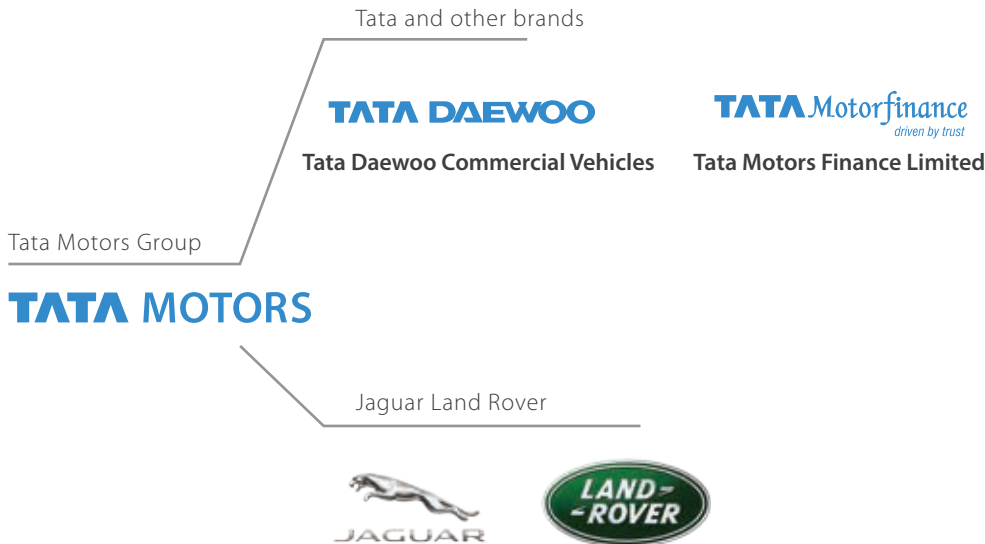 Tata and other brands
TATA DAEWOO
TATA Motorfinance
driven by trust
Tata Daewoo Commercial Vehicles
Tata Motors Finance Limited
Tata Motors Group
TATA MOTORS
Jaguar Land Rover
JAGUAR
LAND-
-ROVER